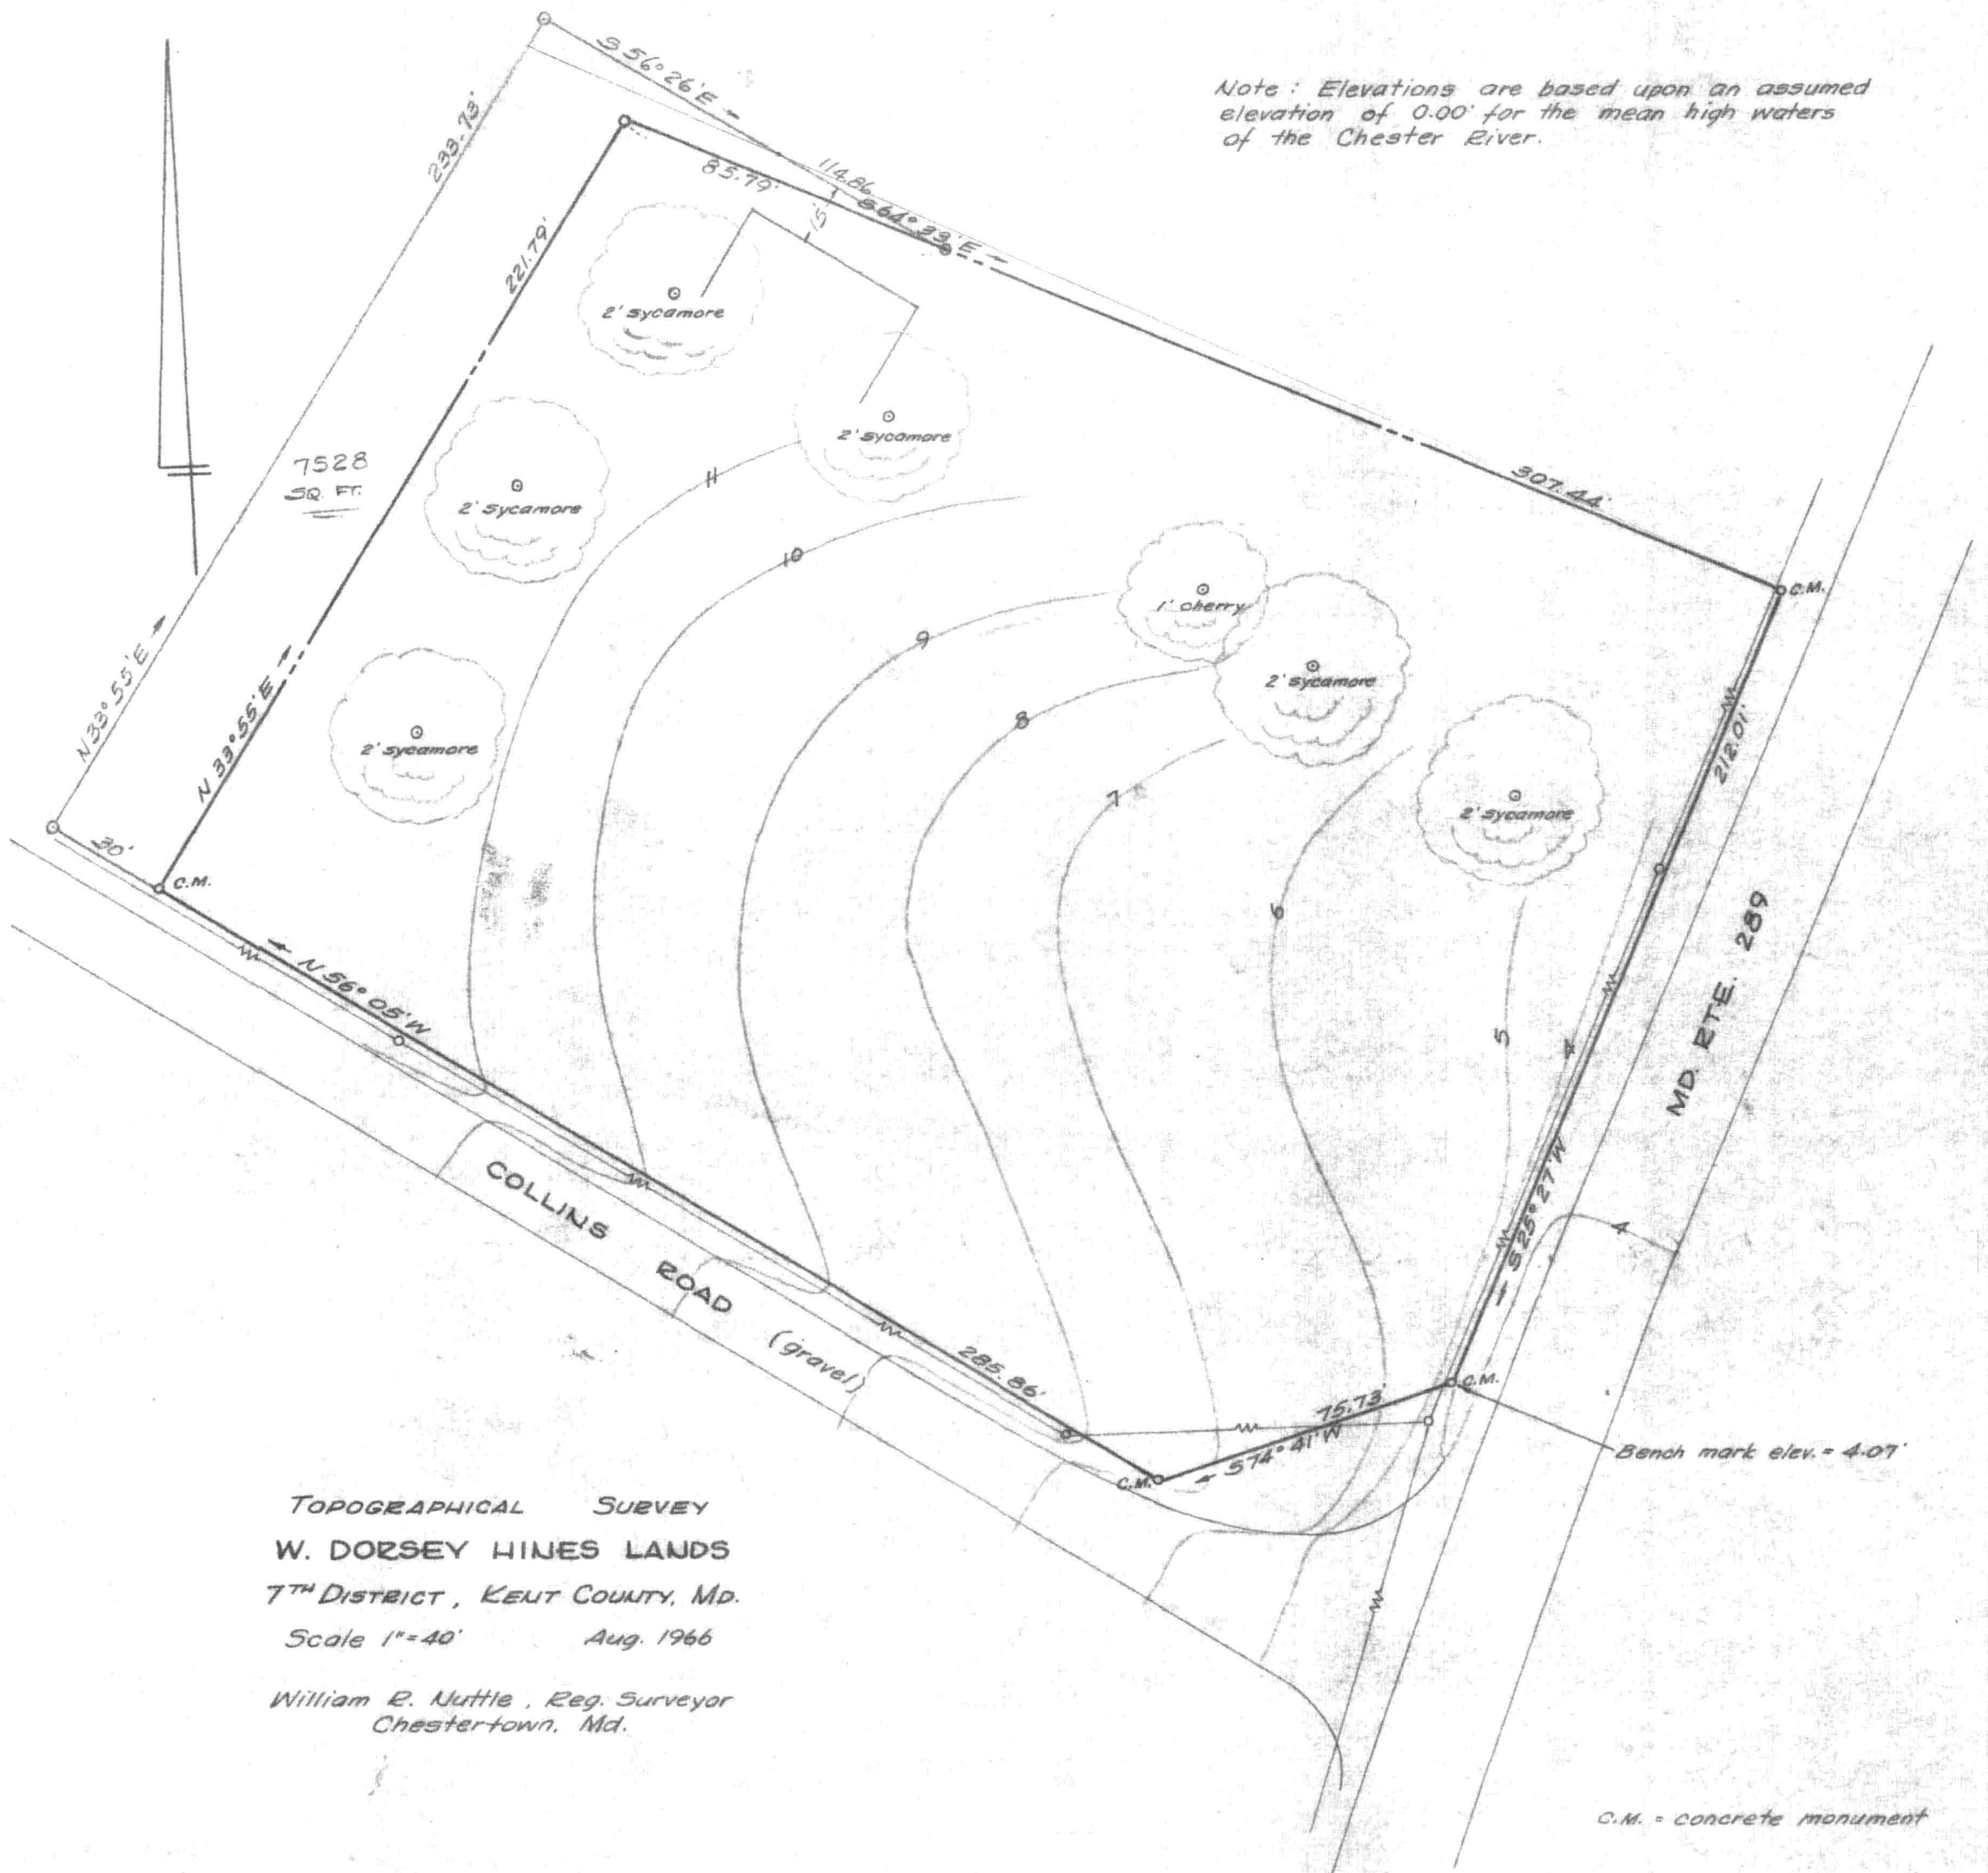 S 56° 26' E
Note : Elevations are based upon an assumed
elevation of 0.00' for the mean high waters
of the Chester River.
233.73'
85.79'
114.86
S 64° 33' E
15'
221.79'
2' sycamore
2' sycamore
11
7528
SQ. FT.
2' sycamore
307.44'
10
C.M.
1' cherry
9
2' sycamore
8
N 33° 55' E
N 33° 55' E
2' sycamore
212.01'
7
2' sycamore
30'
C.M.
6
MD. RTE. 289
N 56° 05' W
5
4
COLLINS ROAD (gravel)
S 25° 27' W
4
285.86'
C.M.
75.73'
S 74° 41' W
C.M.
Bench mark elev. = 4.07'
TOPOGRAPHICAL SURVEY
W. DORSEY HINES LANDS
7TH DISTRICT, KENT COUNTY, MD.
Scale 1"=40' Aug. 1966
William R. Nuttle, Reg. Surveyor
Chestertown, Md.
C.M. = concrete monument